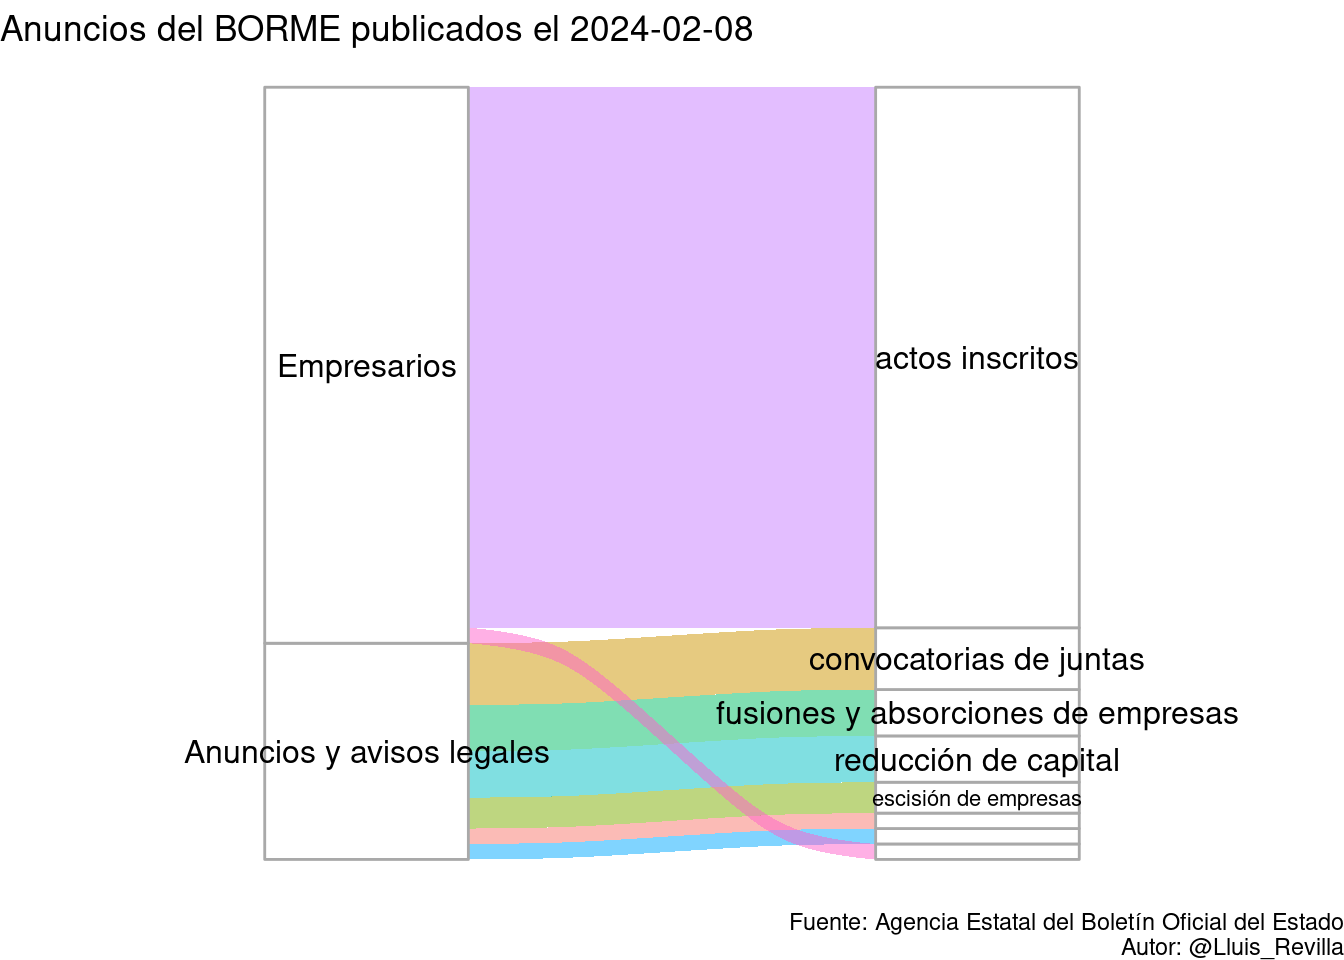 Anuncios del BORME publicados el 2024-02-08
Empresarios
actos inscritos
convocatorias de juntas
fusiones y absorciones de empresas
Anuncios y avisos legales
reducción de capital
escisión de empresas
Fuente: Agencia Estatal del Boletín Oficial del Estado
Autor: @Lluis_Revilla